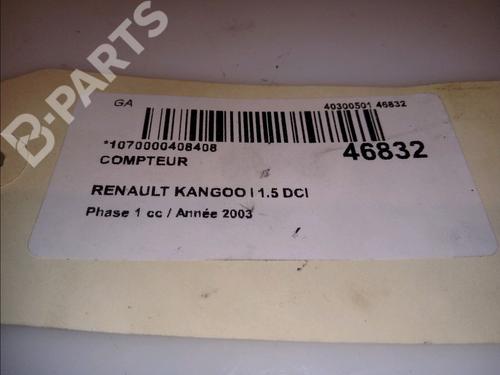 B-PARTS
GA
40300501 46832
*1070000408408
46832
COMPTEUR
RENAULT KANGOO I 1.5 DCI
Phase 1 cc / Année 2003